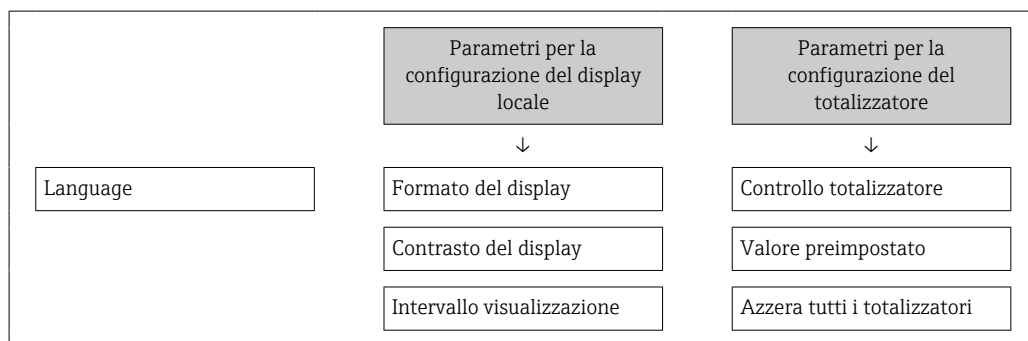 Parametri per la
configurazione del display
locale
Parametri per la
configurazione del
totalizzatore
↓
↓
Language
Formato del display
Controllo totalizzatore
Contrasto del display
Valore preimpostato
Intervallo visualizzazione
Azzera tutti i totalizzatori